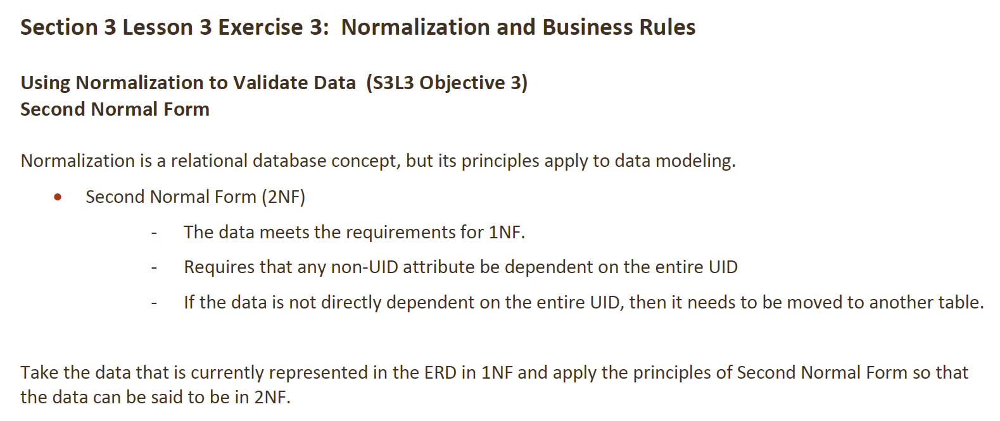 Section 3 Lesson 3 Exercise 3:  Normalization and Business Rules
Using Normalization to Validate Data  (S3L3 Objective 3)
Second Normal Form
Normalization is a relational database concept, but its principles apply to data modeling.
• Second Normal Form (2NF)
- The data meets the requirements for 1NF.
- Requires that any non-UID attribute be dependent on the entire UID
- If the data is not directly dependent on the entire UID, then it needs to be moved to another table.
Take the data that is currently represented in the ERD in 1NF and apply the principles of Second Normal Form so that
the data can be said to be in 2NF.